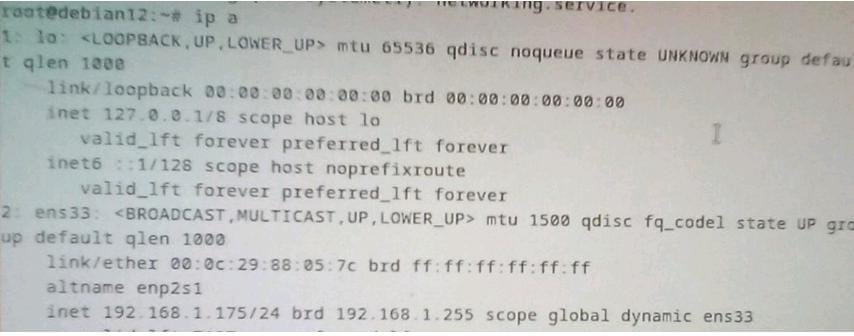 networking.service.
root@debian12:~# ip a
1: lo: <LOOPBACK,UP,LOWER_UP> mtu 65536 qdisc noqueue state UNKNOWN group defaul
t qlen 1000
link/loopback 00:00:00:00:00:00 brd 00:00:00:00:00:00
inet 127.0.0.1/8 scope host lo
valid_lft forever preferred_lft forever
inet6 ::1/128 scope host noprefixroute
valid_lft forever preferred_lft forever
2: ens33: <BROADCAST,MULTICAST,UP,LOWER_UP> mtu 1500 qdisc fq_codel state UP gro
up default qlen 1000
link/ether 00:0c:29:88:05:7c brd ff:ff:ff:ff:ff:ff
altname enp2s1
inet 192.168.1.175/24 brd 192.168.1.255 scope global dynamic ens33